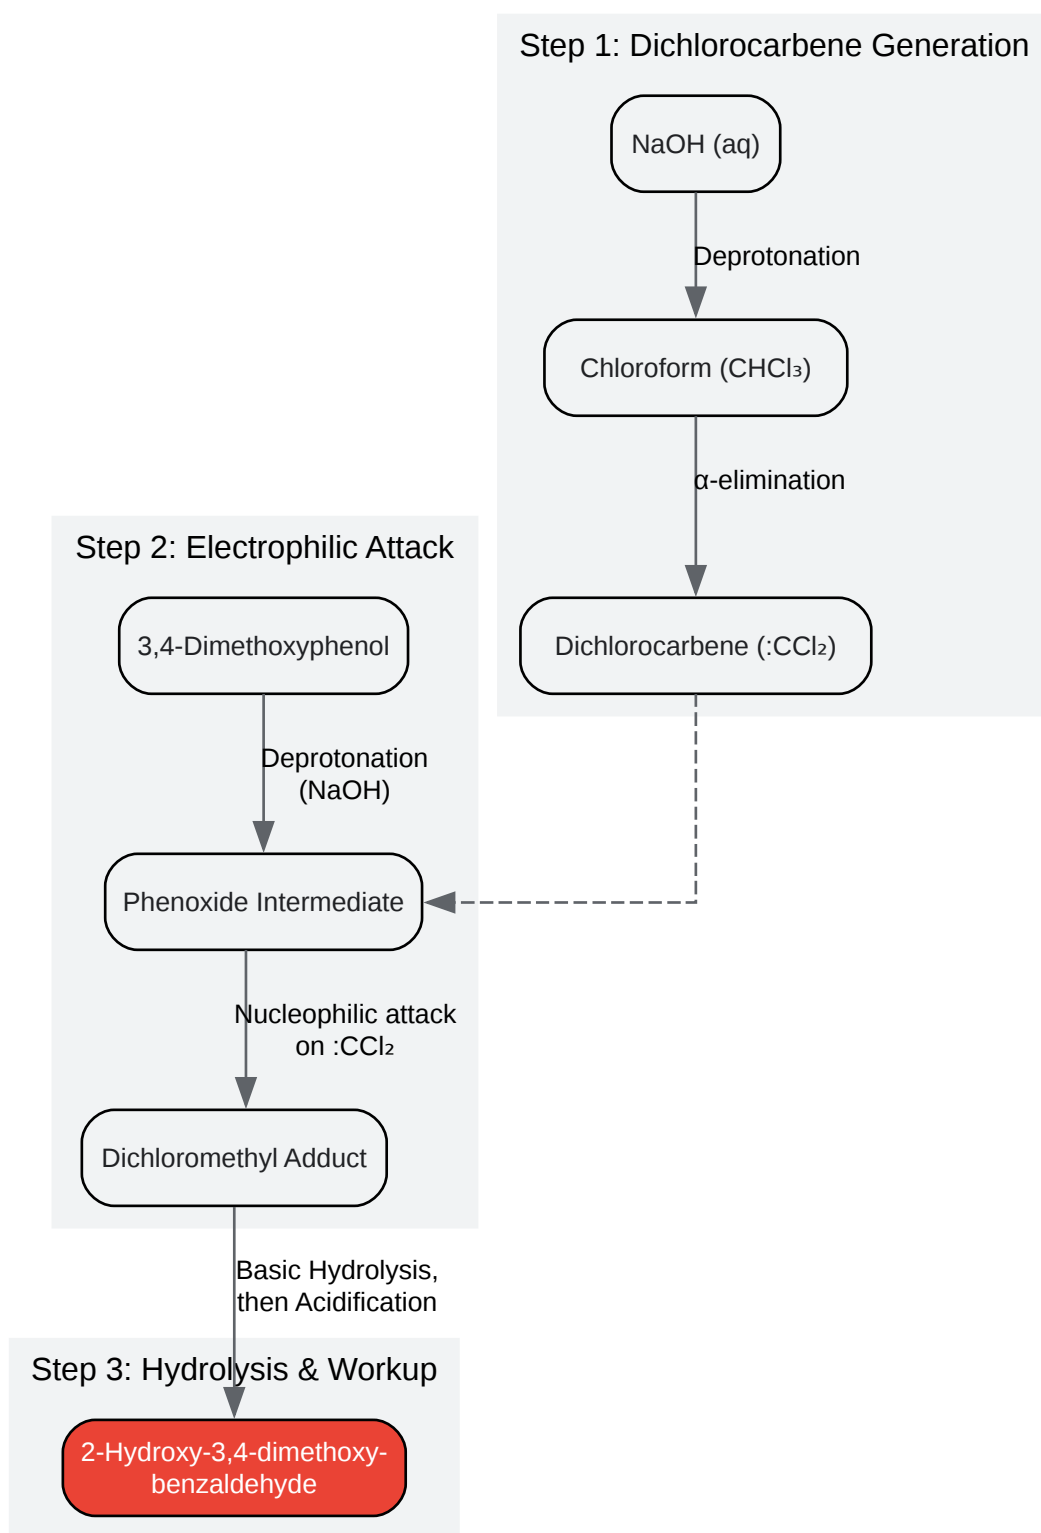 Step 1: Dichlorocarbene Generation
NaOH (aq)
Deprotonation
Chloroform (CHCl₃)
α-elimination
Dichlorocarbene (:CCl₂)
Step 2: Electrophilic Attack
3,4-Dimethoxyphenol
Deprotonation
(NaOH)
Phenoxide Intermediate
Nucleophilic attack
on :CCl₂
Dichloromethyl Adduct
Basic Hydrolysis,
then Acidification
Step 3: Hydrolysis & Workup
2-Hydroxy-3,4-dimethoxy-
benzaldehyde